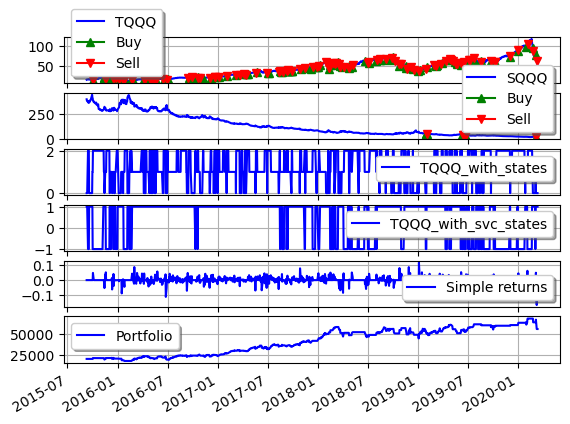 TQQQ
Buy
Sell
100
50
SQQQ
Buy
Sell
250
0
2
0
TQQQ_with_states
1
0
−1
TQQQ_with_svc_states
0.1
0.0
−0.1
Simple returns
50000
25000
Portfolio
2015-07
2016-01
2016-07
2017-01
2017-07
2018-01
2018-07
2019-01
2019-07
2020-01